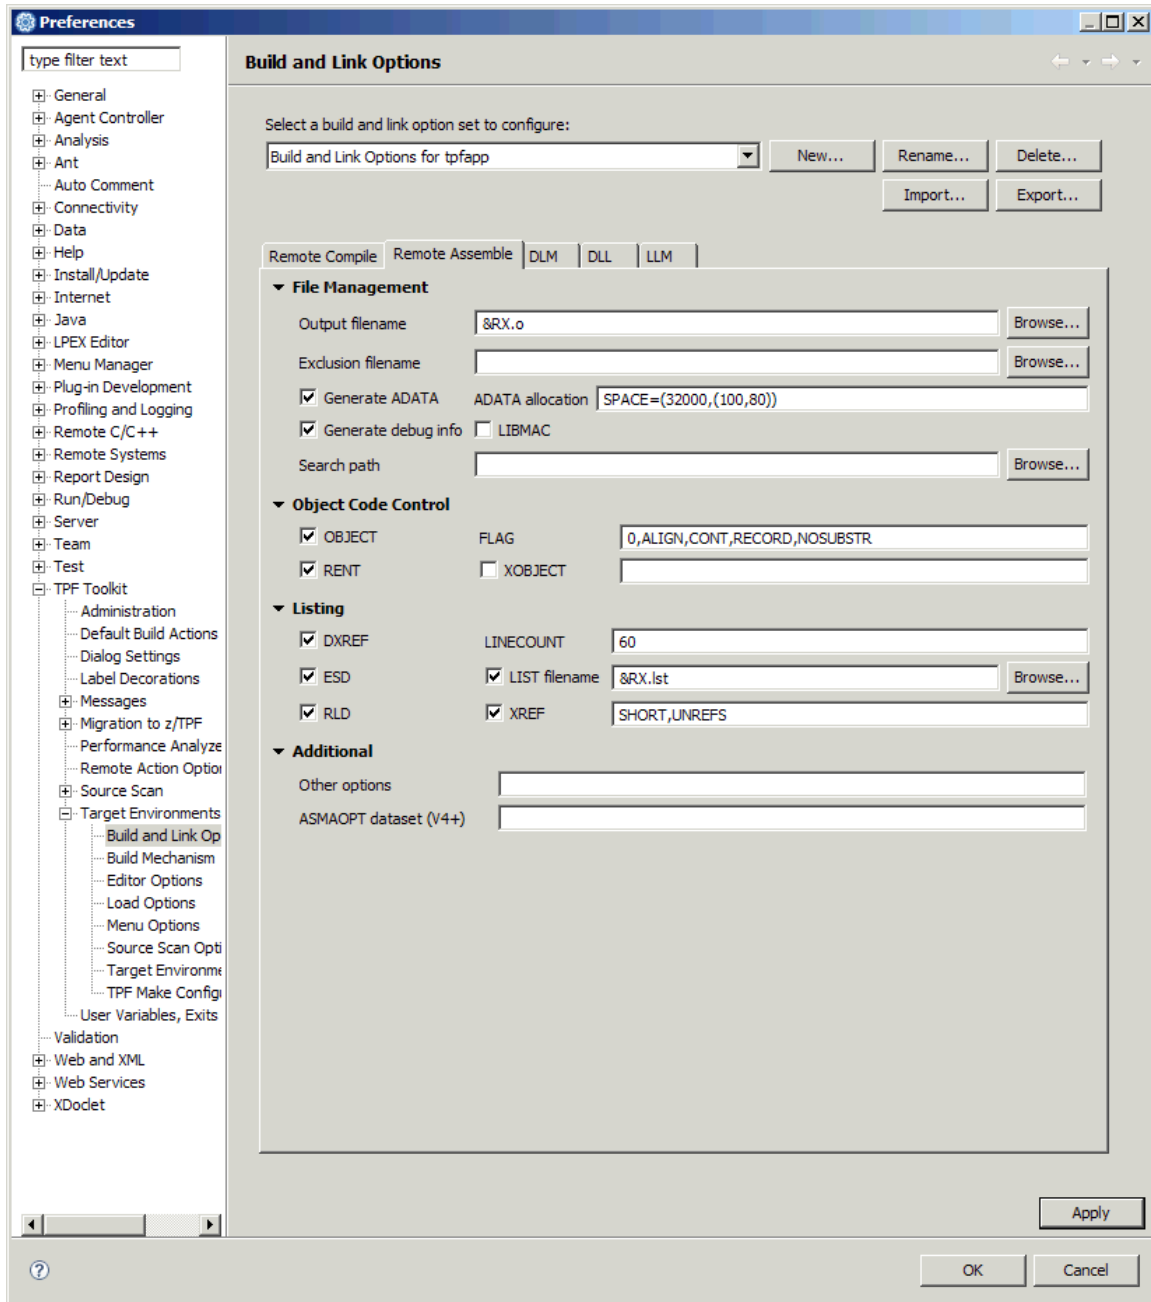 Preferences
type filter text
General
Agent Controller
Analysis
Ant
Auto Comment
Connectivity
Data
Help
Install/Update
Internet
Java
LPEX Editor
Menu Manager
Plug-in Development
Profiling and Logging
Remote C/C++
Remote Systems
Report Design
Run/Debug
Server
Team
Test
TPF Toolkit
Administration
Default Build Actions
Dialog Settings
Label Decorations
Messages
Migration to z/TPF
Performance Analyze
Remote Action Option
Source Scan
Target Environments
Build and Link Op
Build Mechanism
Editor Options
Load Options
Menu Options
Source Scan Opti
Target Environme
TPF Make Config
User Variables, Exits
Validation
Web and XML
Web Services
XDoclet
Build and Link Options
Select a build and link option set to configure:
Build and Link Options for tpfapp New... Rename... Delete...
Import... Export...
Remote Compile Remote Assemble DLM DLL LLM
File Management
Output filename &RX.o Browse...
Exclusion filename Browse...
Generate ADATA ADATA allocation SPACE=(32000,(100,80))
Generate debug info LIBMAC
Search path Browse...
Object Code Control
OBJECT FLAG 0,ALIGN,CONT,RECORD,NOSUBSTR
RENT XOBJECT
Listing
DXREF LINECOUNT 60
ESD LIST filename &RX.lst Browse...
RLD XREF SHORT,UNREFS
Additional
Other options
ASMAOPT dataset (V4+)
Apply
? OK Cancel